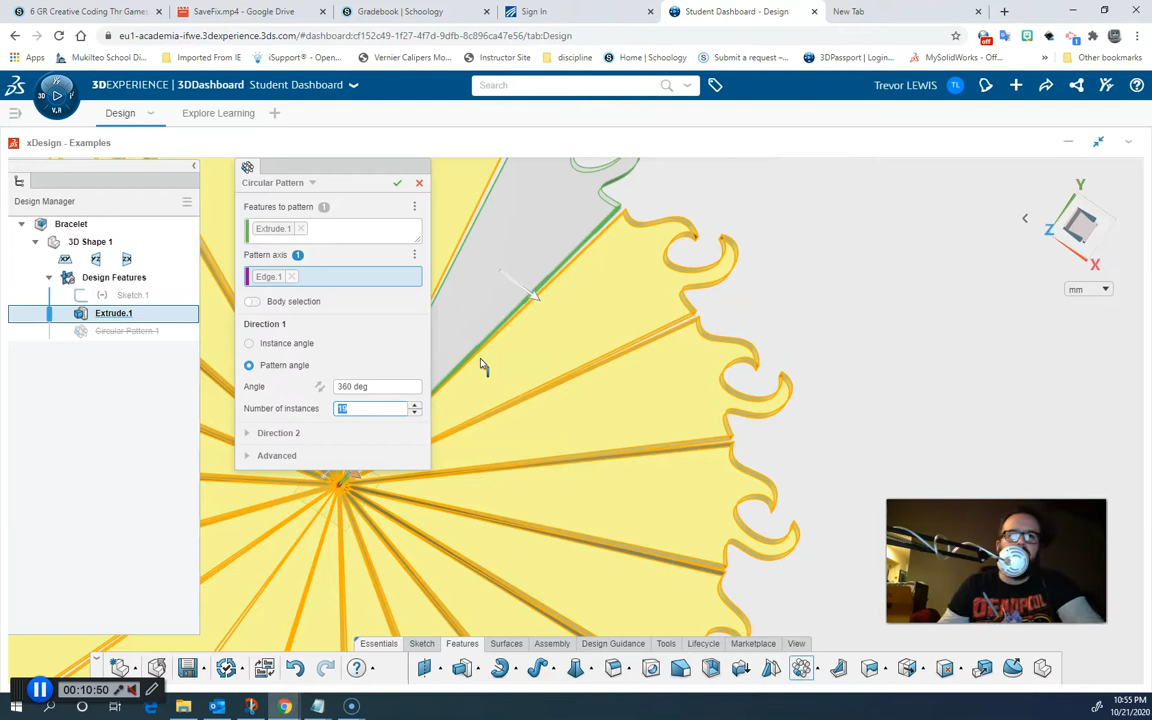 6 GR Creative Coding Thr Games
SaveFix.mp4 - Google Drive
Gradebook | Schoology
Sign In
Student Dashboard - Design
New Tab
eu1-academia-ifwe.3dexperience.3ds.com/#dashboard:cf152c49-1f27-4f7d-9dfb-8c896ca47e56/tab:Design
Apps
Mukilteo School Di...
Imported From IE
iSupport® - Open...
Vernier Calipers Mo...
Instructor Site
discipline
Home | Schoology
Submit a request –...
3DPassport | Login...
MySolidWorks - Off...
Other bookmarks
3DEXPERIENCE | 3DDashboard Student Dashboard
Search
Trevor LEWIS
TL
Design
Explore Learning
xDesign - Examples
Design Manager
Bracelet
3D Shape 1
Design Features
(-) Sketch.1
Extrude.1
Circular Pattern 1
Circular Pattern
Features to pattern 1
Extrude.1
Pattern axis 1
Edge.1
Body selection
Direction 1
Instance angle
Pattern angle
Angle
360 deg
Number of instances
19
Direction 2
Advanced
Y
Z
X
mm
DEADPOOL
Essentials
Sketch
Features
Surfaces
Assembly
Design Guidance
Tools
Lifecycle
Marketplace
View
00:10:50
10:55 PM
10/21/2020